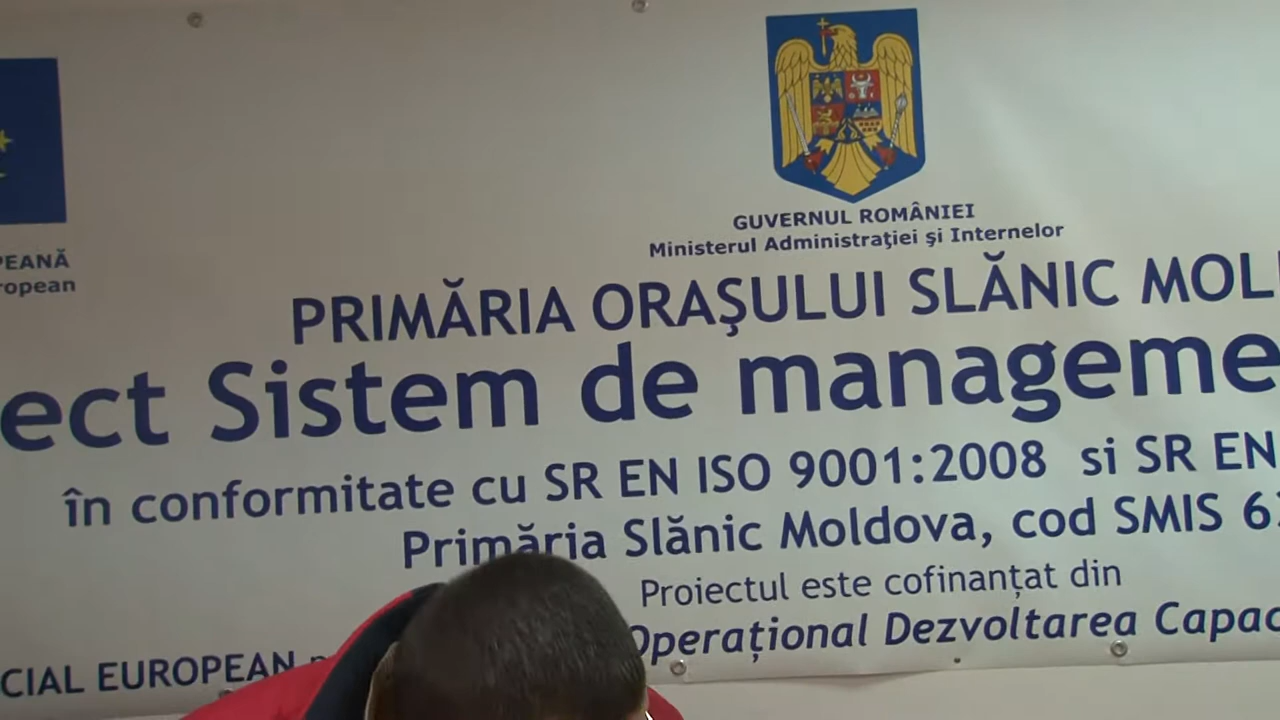 GUVERNUL ROMÂNIEI
Ministerul Administraţiei şi Internelor
PEANĂ
ropean
PRIMĂRIA ORAŞULUI SLĂNIC MOL
ect Sistem de manageme
în conformitate cu SR EN ISO 9001:2008 si SR EN
Primăria Slănic Moldova, cod SMIS 6
Proiectul este cofinanțat din
Operațional Dezvoltarea Capac
CIAL EUROPEAN